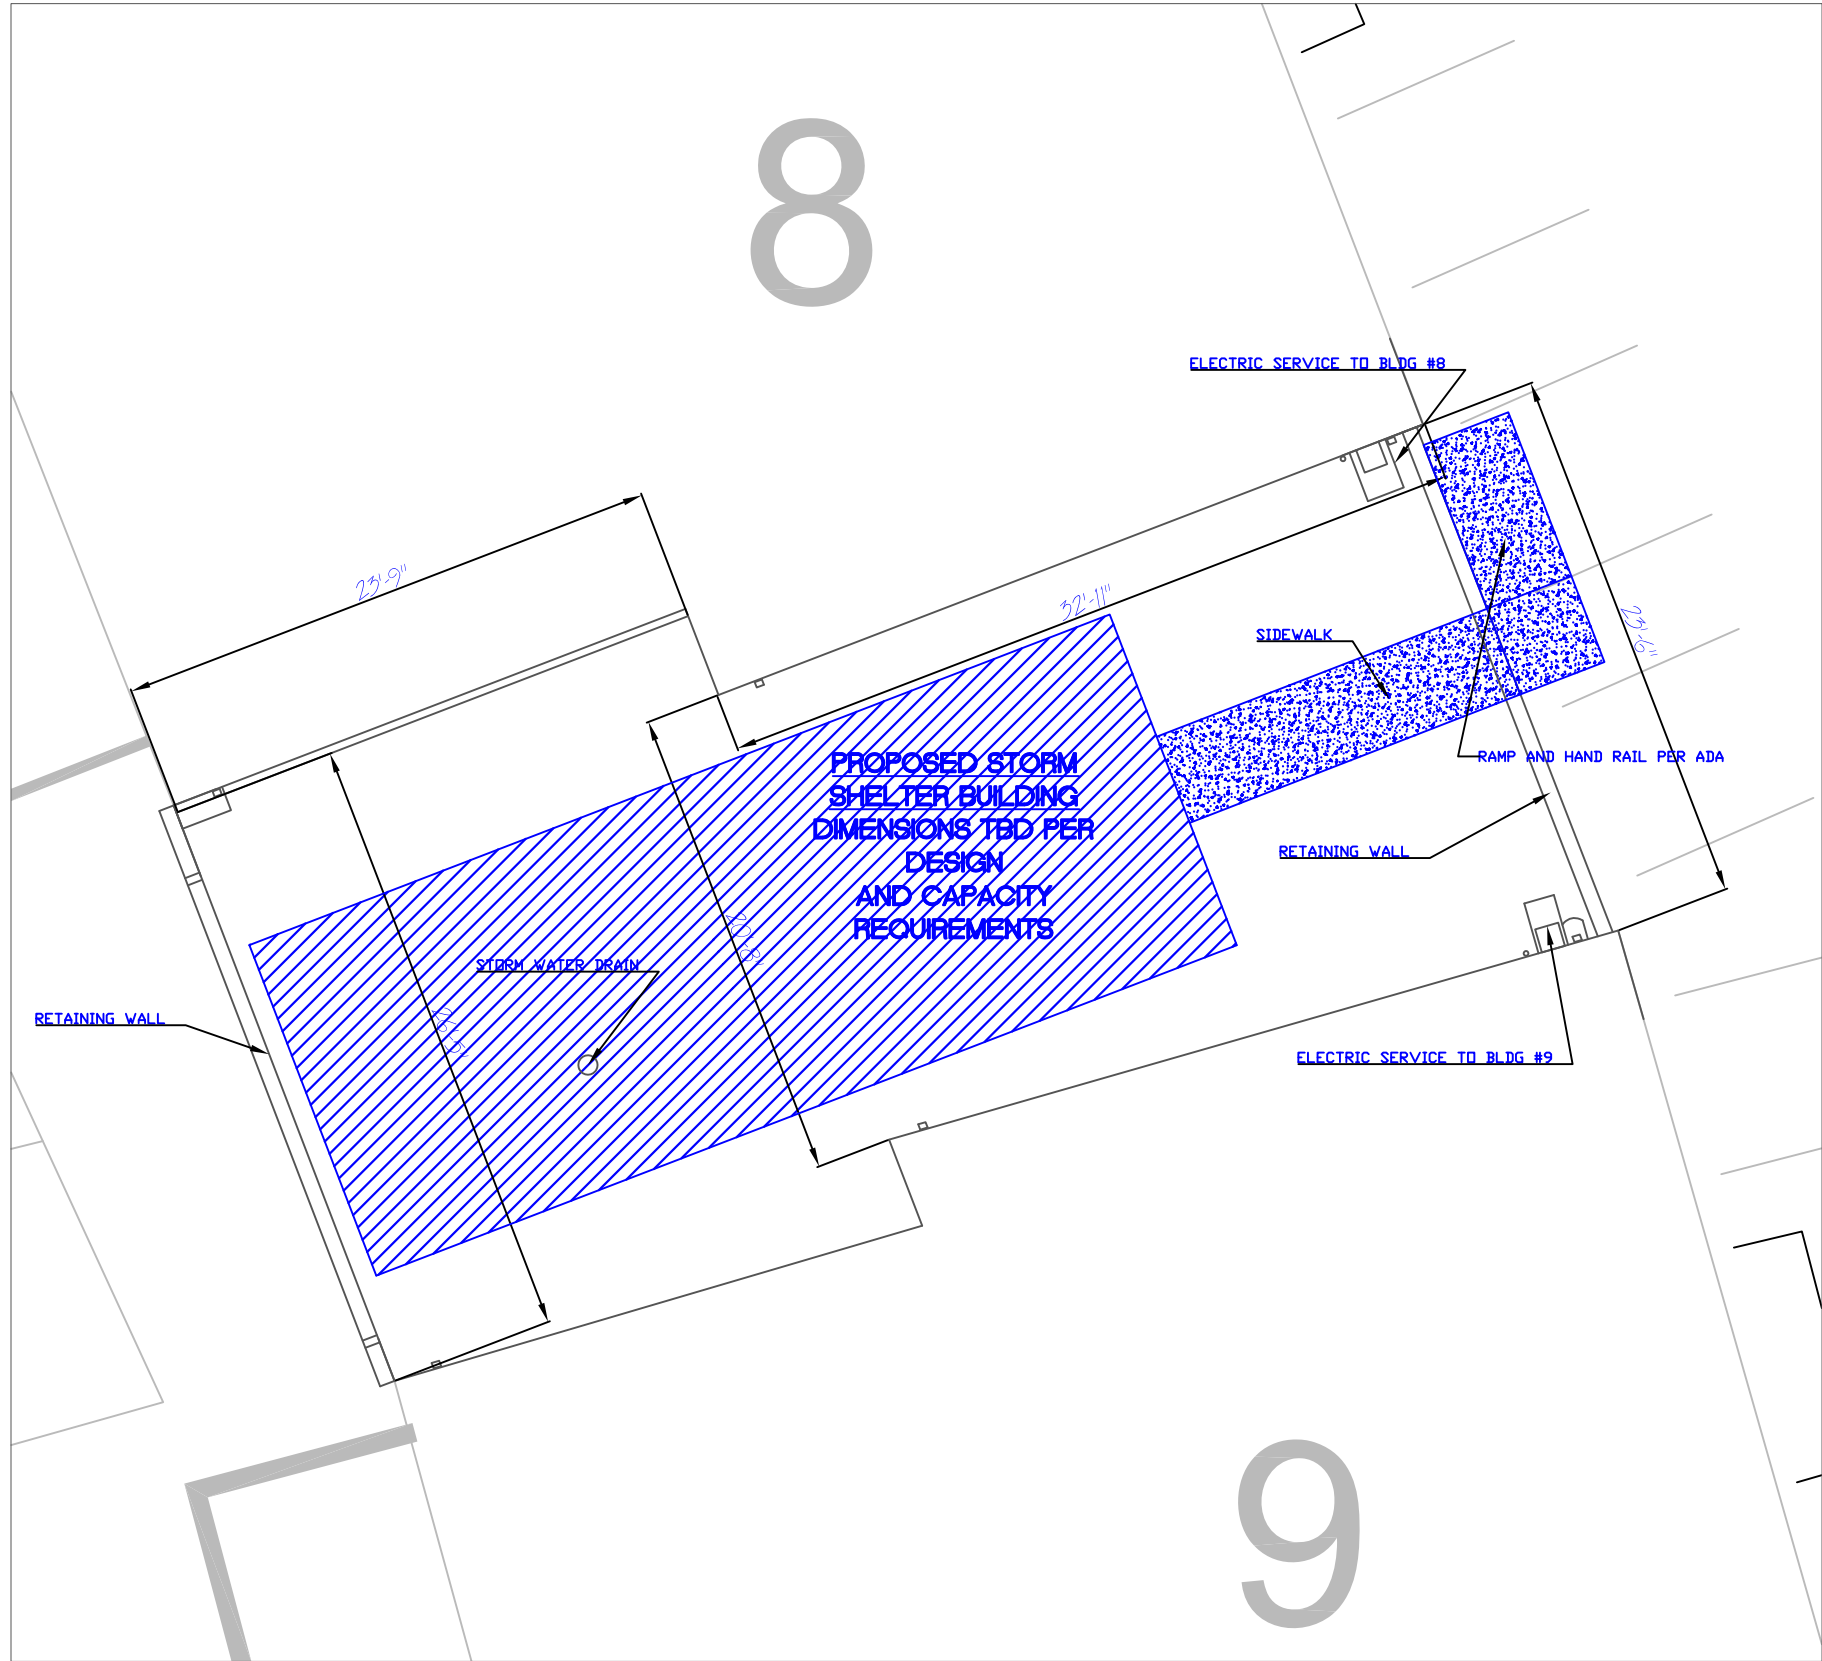 8
ELECTRIC SERVICE TO BLDG #8
23'-9"
32'-11"
SIDEWALK
23'-6"
RAMP AND HAND RAIL PER ADA
PROPOSED STORM
SHELTER BUILDING
DIMENSIONS TBD PER
DESIGN
AND CAPACITY
REQUIREMENTS
RETAINING WALL
20'-8"
STORM WATER DRAIN
RETAINING WALL
26'-5"
ELECTRIC SERVICE TO BLDG #9
9